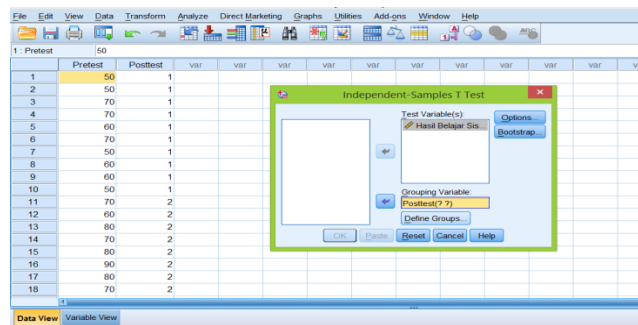 File Edit View Data Transform Analyze Direct Marketing Graphs Utilities Add-ons Window Help
1 : Pretest 50
Pretest Posttest var var var var var var var var var var var v
1 50 1
2 50 1
3 70 1
4 70 1
5 60 1
6 70 1
7 50 1
8 60 1
9 60 1
10 50 1
11 70 2
12 60 2
13 80 2
14 70 2
15 80 2
16 90 2
17 80 2
18 70 2
Independent-Samples T Test
Test Variable(s):
Hasil Belajar Sis...
Options...
Bootstrap...
Grouping Variable:
Posttest(? ?)
Define Groups...
OK Paste Reset Cancel Help
Data View Variable View